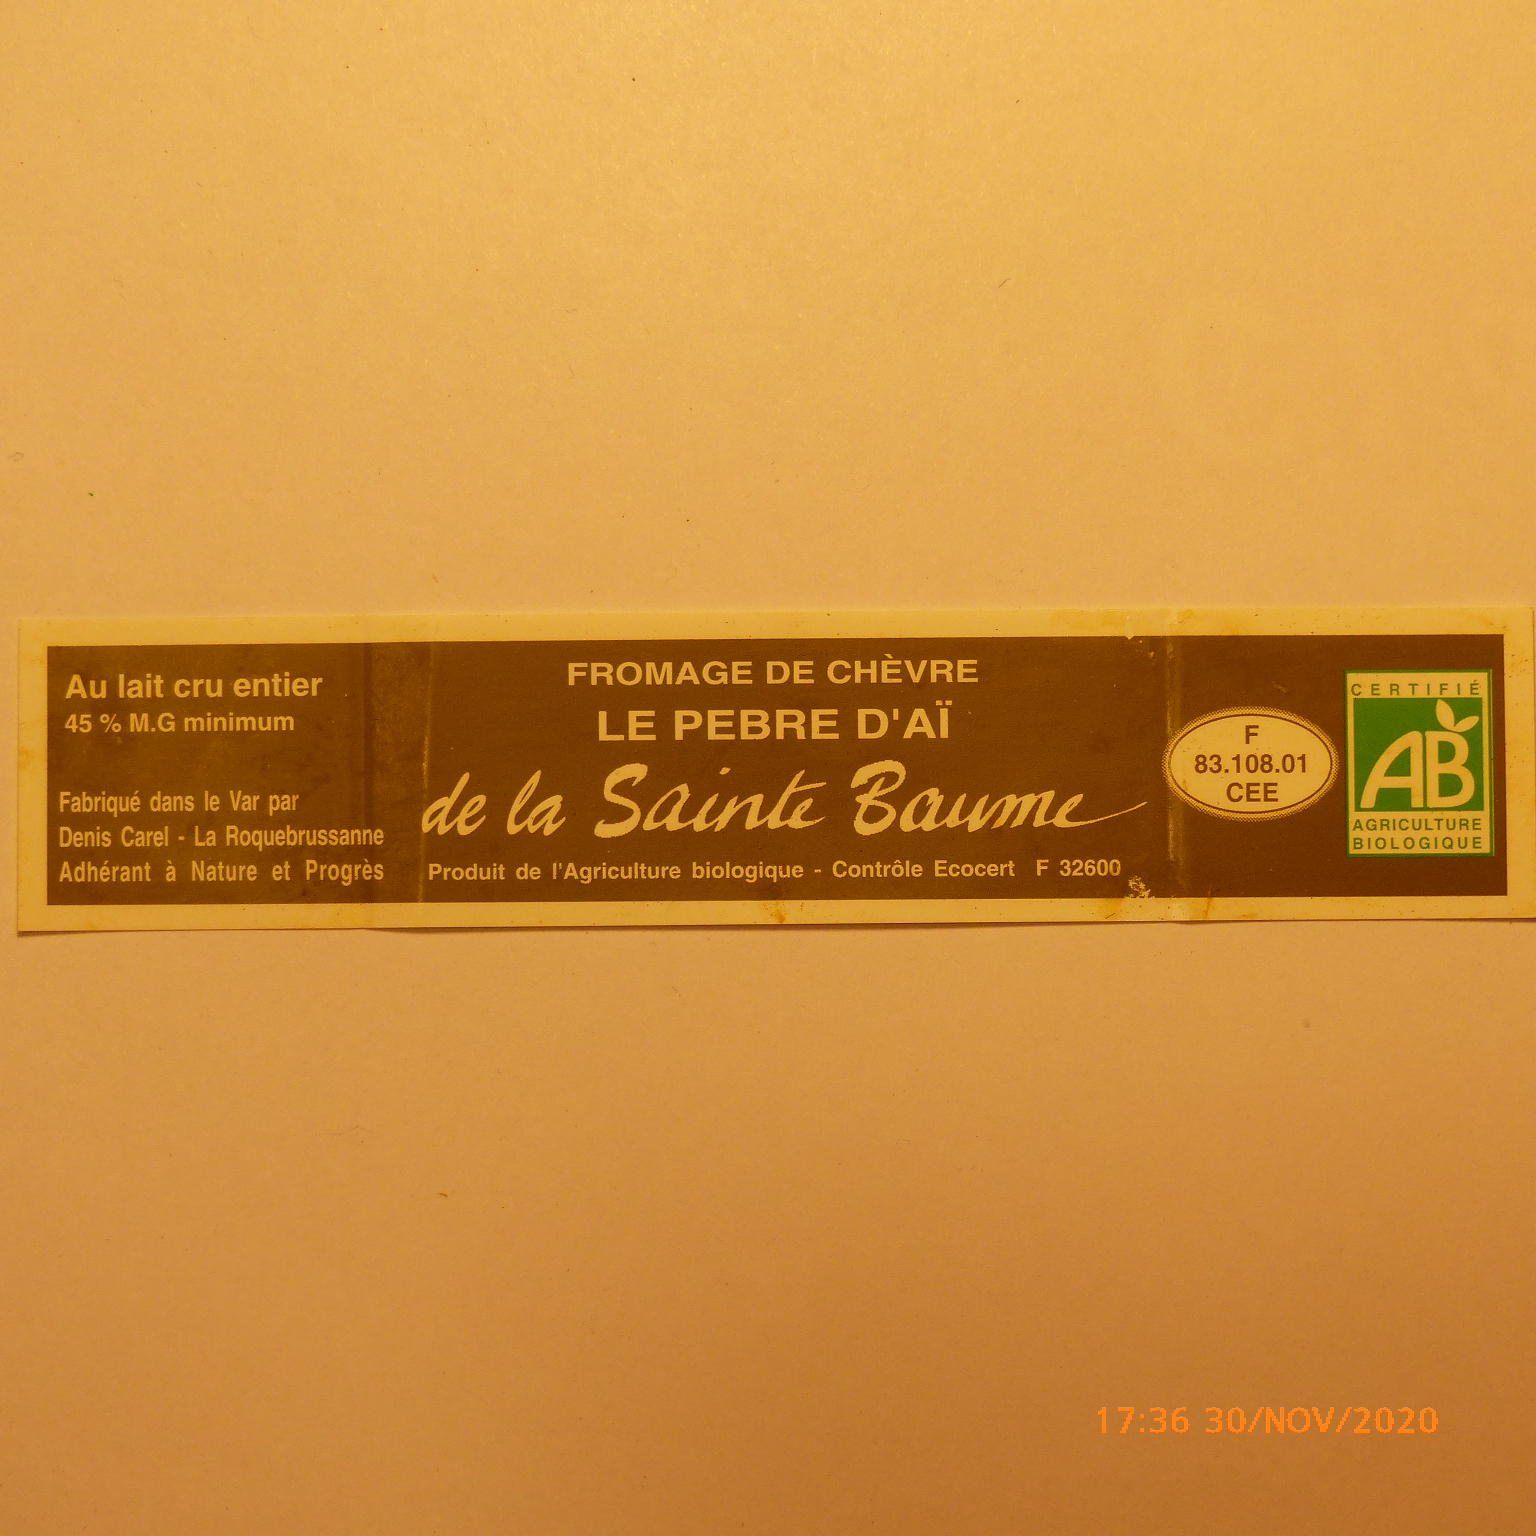 Au lait cru entier
45 % M.G minimum
Fabriqué dans le Var par
Denis Carel - La Roquebrussanne
Adhérant à Nature et Progrès
FROMAGE DE CHÈVRE
LE PEBRE D'AÏ
de la Sainte Baume
Produit de l'Agriculture biologique - Contrôle Ecocert F 32600
F
83.108.01
CEE
CERTIFIÉ
AB
AGRICULTURE
BIOLOGIQUE
17:36 30/NOV/2020